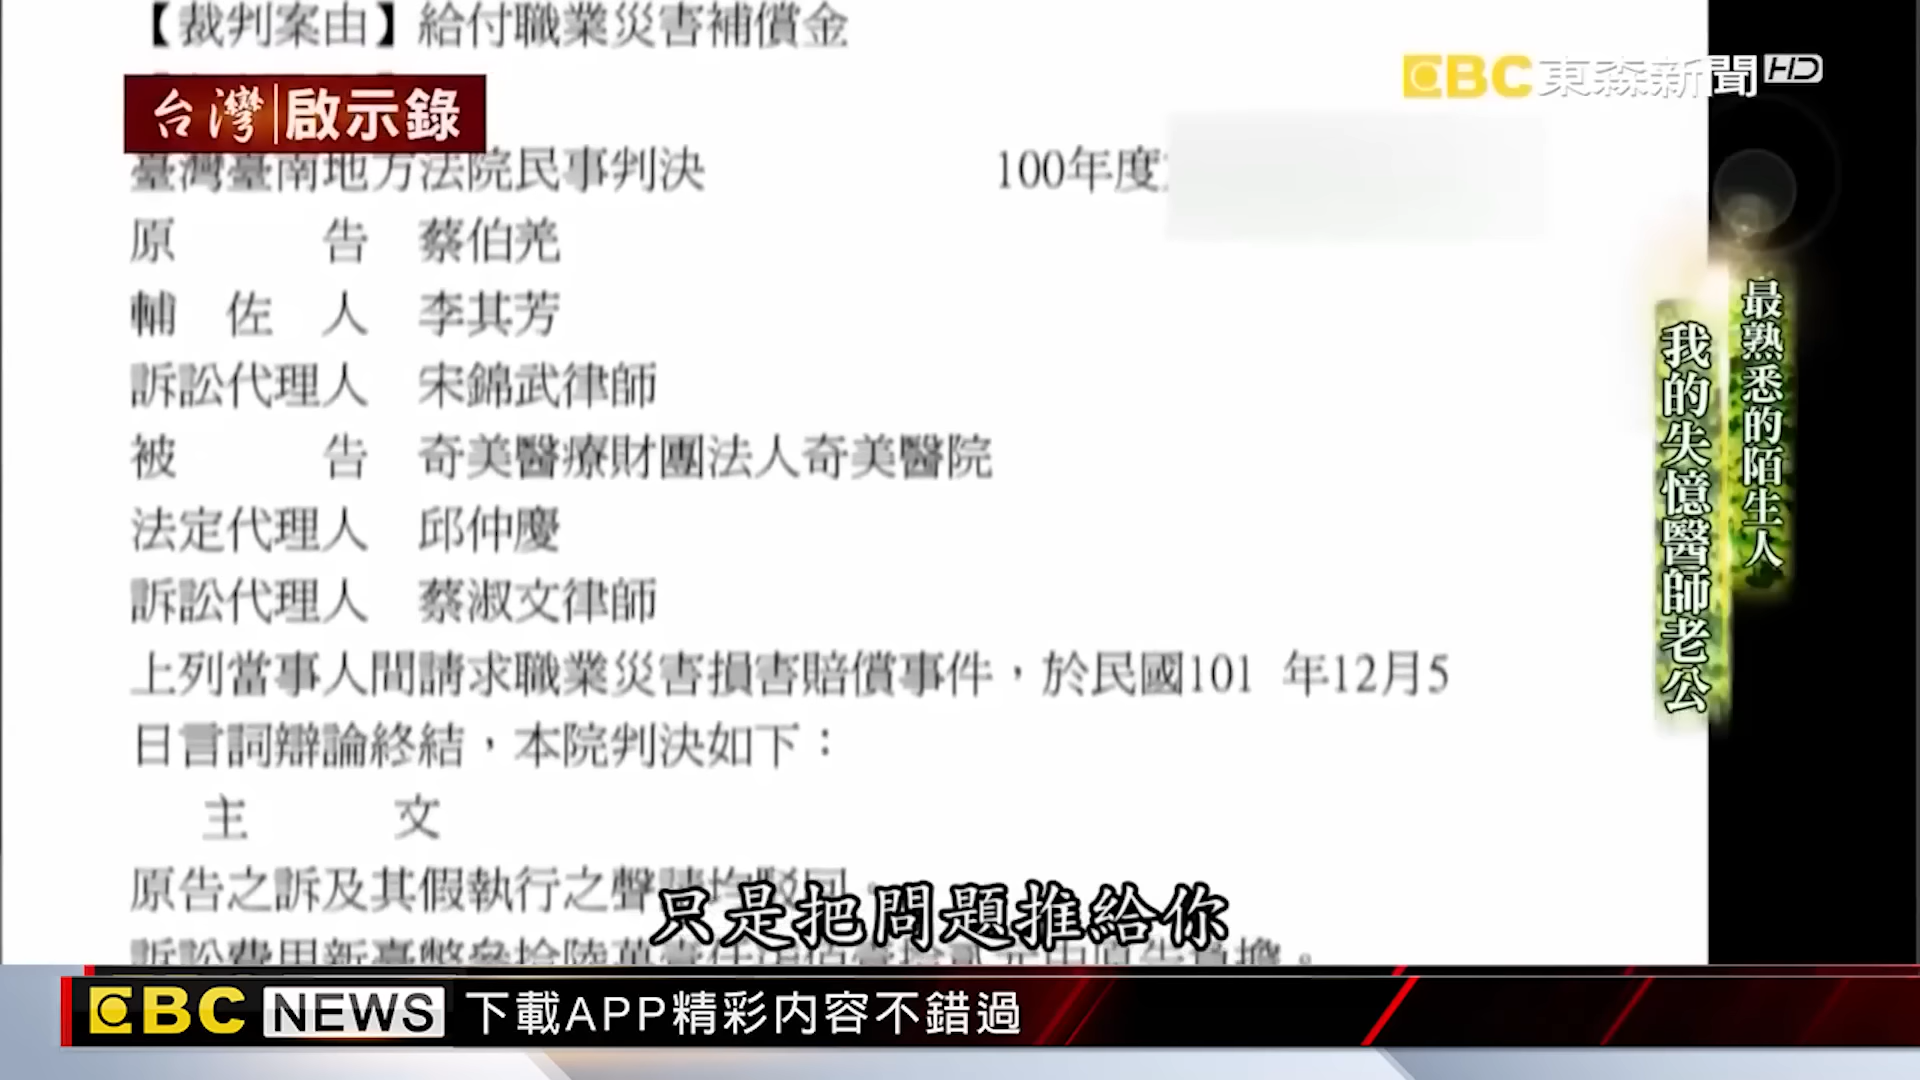 【裁判案由】給付職業災害補償金
台灣 啟示錄
EBC 東森新聞 HD
臺灣臺南地方法院民事判決 100年度
原 告 蔡伯羌
輔 佐 人 李其芳
訴訟代理人 宋錦武律師
被 告 奇美醫療財團法人奇美醫院
法定代理人 邱仲慶
訴訟代理人 蔡淑文律師
上列當事人間請求職業災害損害賠償事件，於民國101 年12月5
日言詞辯論終結，本院判決如下：
主 文
原告之訴及其假執行之聲請均駁回。
最熟悉的陌生人
我的失憶醫師老公
只是把問題推給你
EBC NEWS 下載APP精彩內容不錯過